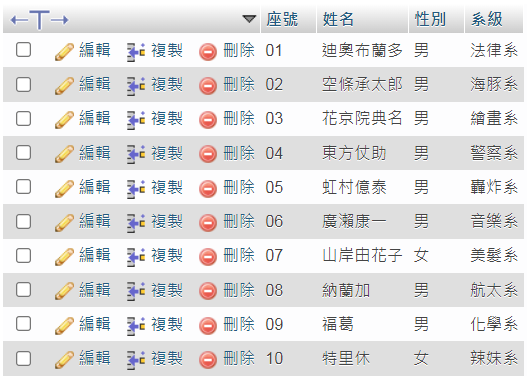 座號 姓名 性別 系級
編輯 複製 刪除 01 迪奧布蘭多 男 法律系
編輯 複製 刪除 02 空條承太郎 男 海豚系
編輯 複製 刪除 03 花京院典名 男 繪畫系
編輯 複製 刪除 04 東方仗助 男 警察系
編輯 複製 刪除 05 虹村億泰 男 轟炸系
編輯 複製 刪除 06 廣瀨康一 男 音樂系
編輯 複製 刪除 07 山岸由花子 女 美髮系
編輯 複製 刪除 08 納蘭加 男 航太系
編輯 複製 刪除 09 福葛 男 化學系
編輯 複製 刪除 10 特里休 女 辣妹系